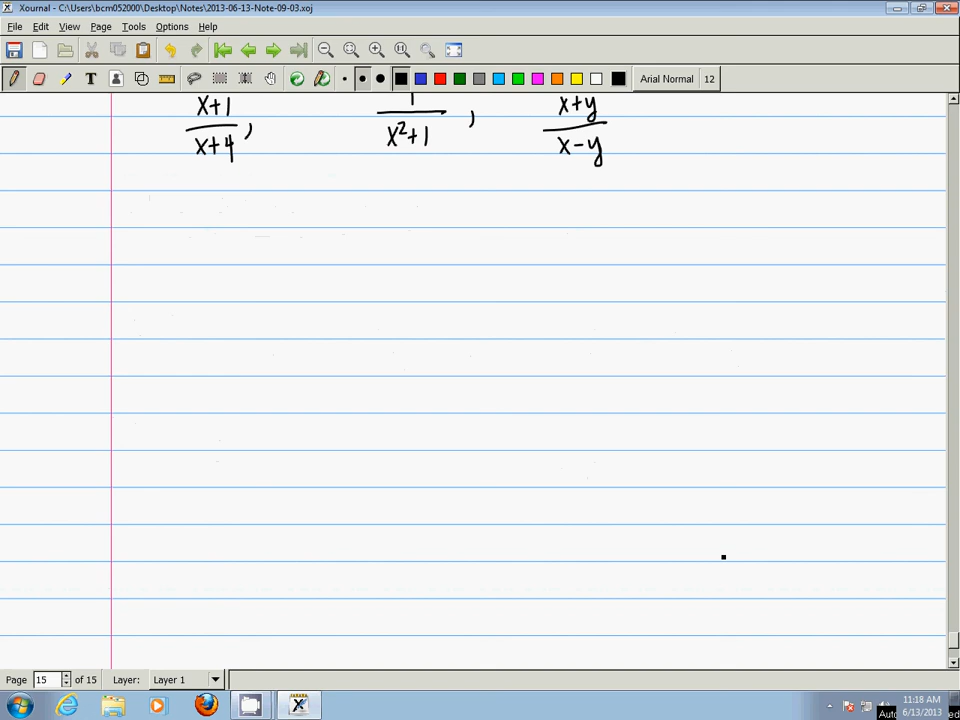 Xournal - C:\Users\bcm052000\Desktop\Notes\2013-06-13-Note-09-03.xoj
File Edit View Page Tools Options Help
Arial Normal 12
x+1 1 x+y
x+4 , x²+1 , x-y
Page 15 of 15 Layer: Layer 1
11:18 AM
6/13/2013